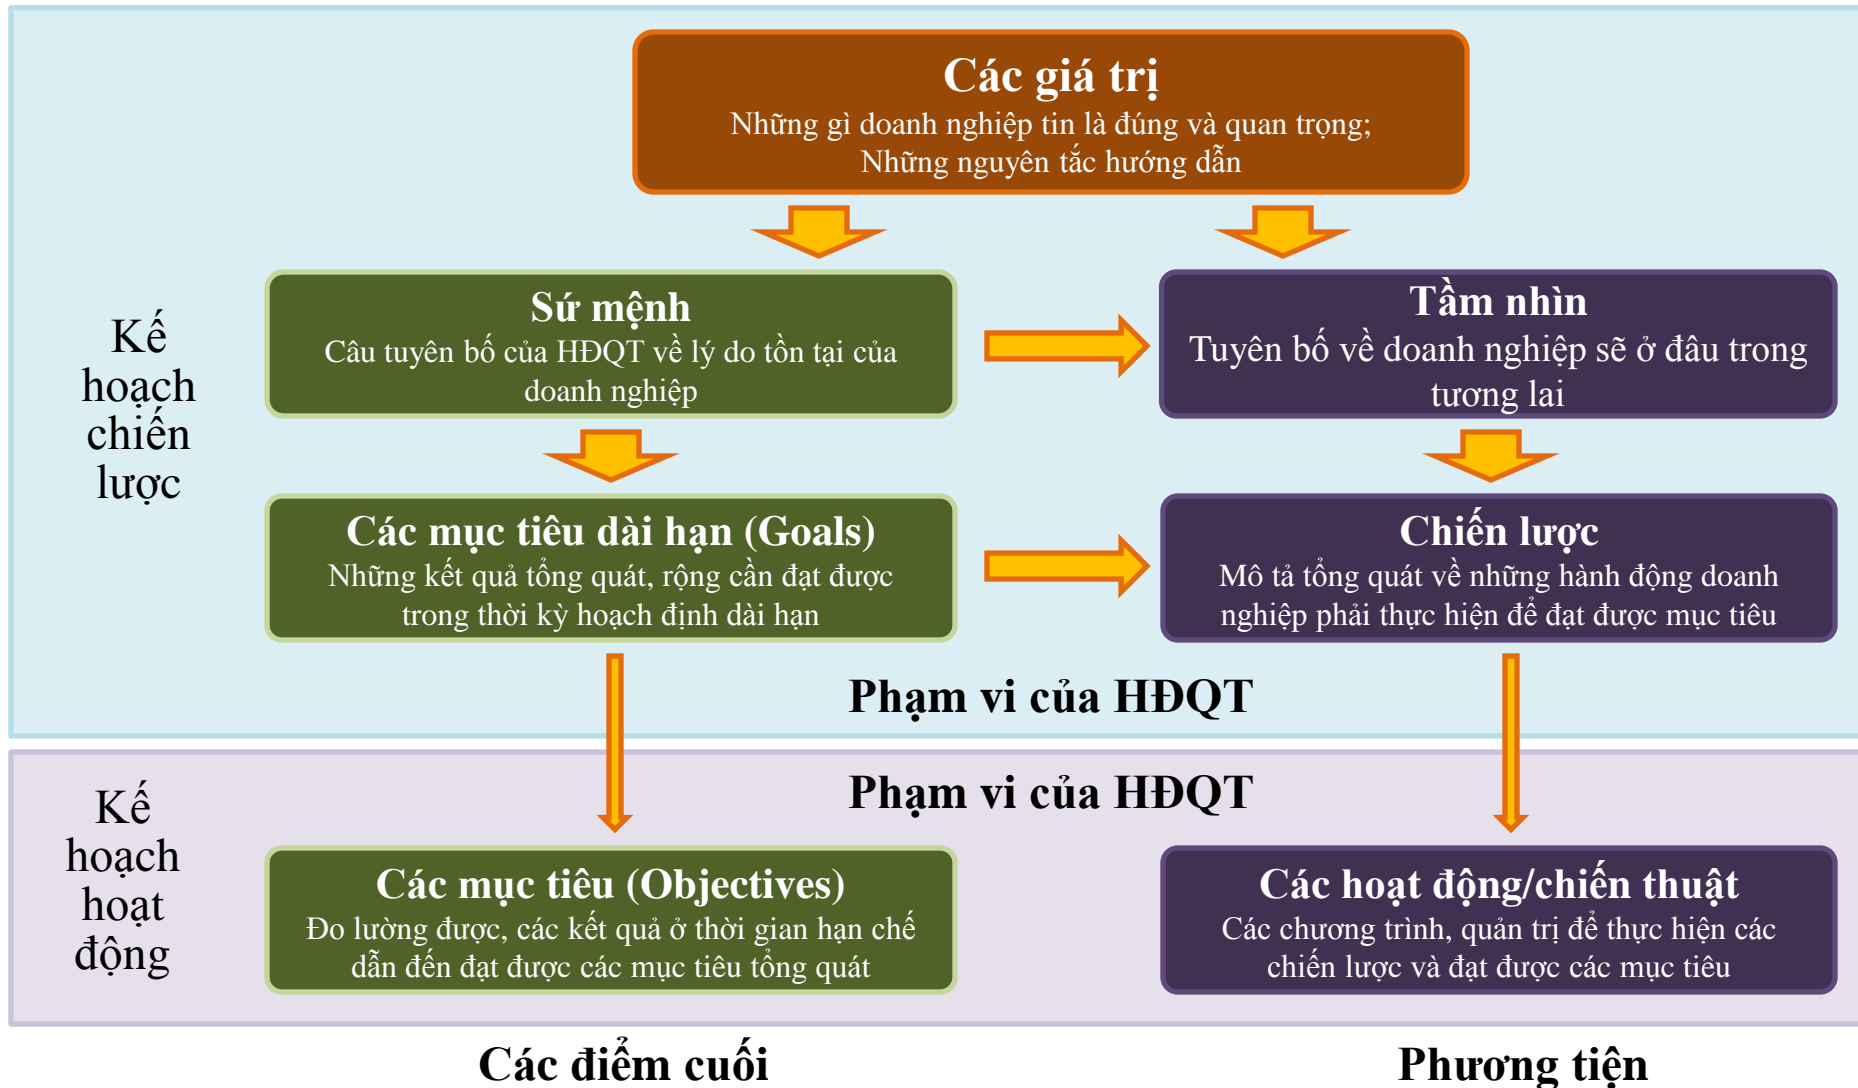 Các giá trị
Những gì doanh nghiệp tin là đúng và quan trọng;
Những nguyên tắc hướng dẫn
Kế
hoạch
chiến
lược
Sứ mệnh
Câu tuyên bố của HĐQT về lý do tồn tại của
doanh nghiệp
Tầm nhìn
Tuyên bố về doanh nghiệp sẽ ở đâu trong
tương lai
Các mục tiêu dài hạn (Goals)
Những kết quả tổng quát, rộng cần đạt được
trong thời kỳ hoạch định dài hạn
Chiến lược
Mô tả tổng quát về những hành động doanh
nghiệp phải thực hiện để đạt được mục tiêu
Phạm vi của HĐQT
Phạm vi của HĐQT
Kế
hoạch
hoạt
động
Các mục tiêu (Objectives)
Đo lường được, các kết quả ở thời gian hạn chế
dẫn đến đạt được các mục tiêu tổng quát
Các hoạt động/chiến thuật
Các chương trình, quản trị để thực hiện các
chiến lược và đạt được các mục tiêu
Các điểm cuối
Phương tiện